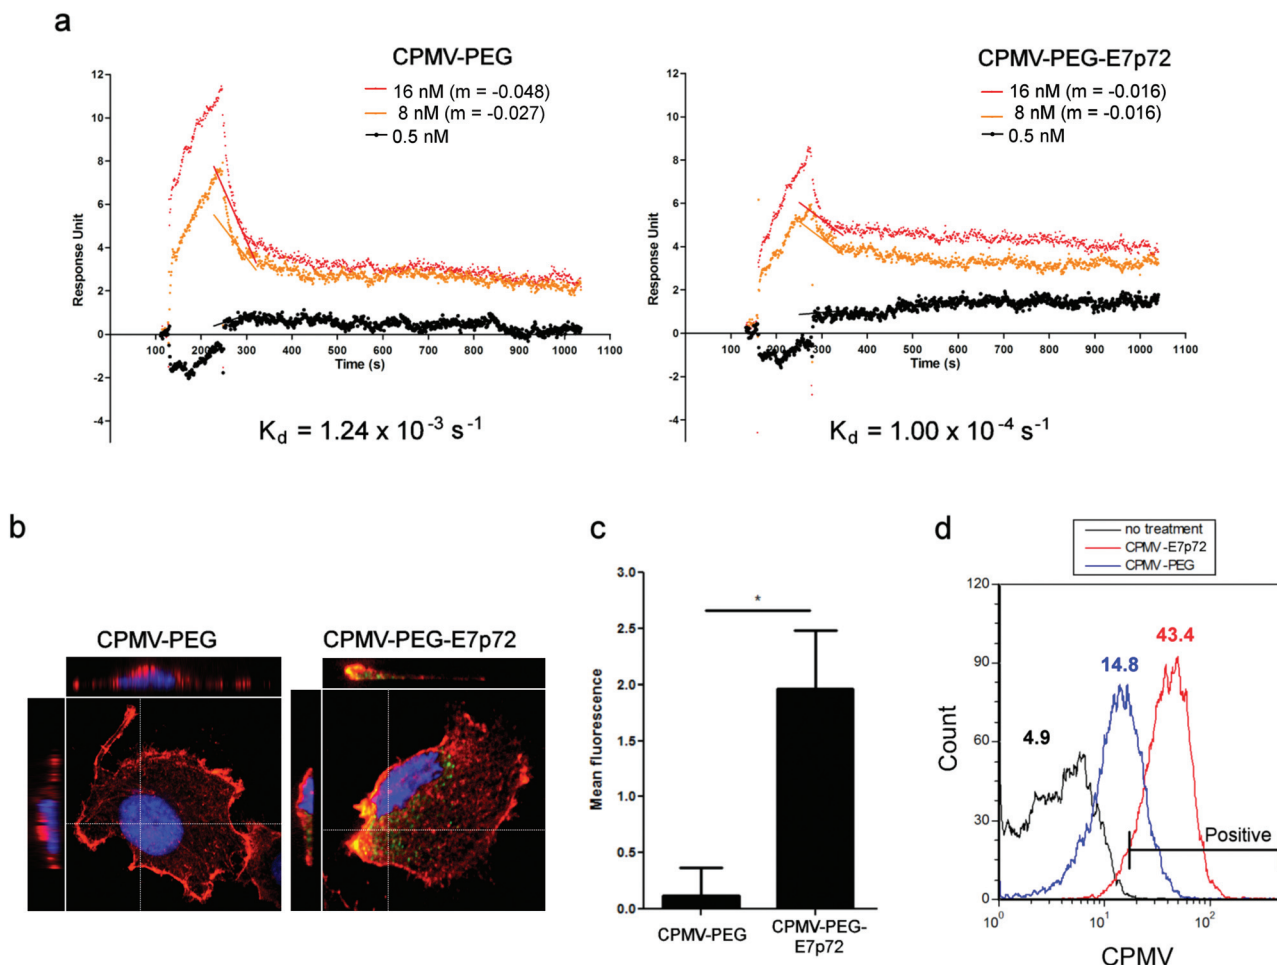 a
CPMV-PEG
16 nM (m = -0.048)
8 nM (m = -0.027)
0.5 nM
12
10
8
6
4
2
0
-2
-4
Response Unit
100 200 300 400 500 600 700 800 900 1000 1100
Time (s)
K_d = 1.24 x 10^-3 s^-1
CPMV-PEG-E7p72
16 nM (m = -0.016)
8 nM (m = -0.016)
0.5 nM
12
10
8
6
4
2
0
-2
-4
Response Unit
100 200 300 400 500 600 700 800 900 1000 1100
Time (s)
K_d = 1.00 x 10^-4 s^-1
b
CPMV-PEG
CPMV-PEG-E7p72
c
3.0
2.5
2.0
1.5
1.0
0.5
0.0
Mean fluorescence
*
CPMV-PEG
CPMV-PEG-
E7p72
d
no treatment
CPMV-E7p72
CPMV-PEG
120
90
60
30
0
Count
4.9
14.8
43.4
Positive
10^0 10^1 10^2
CPMV